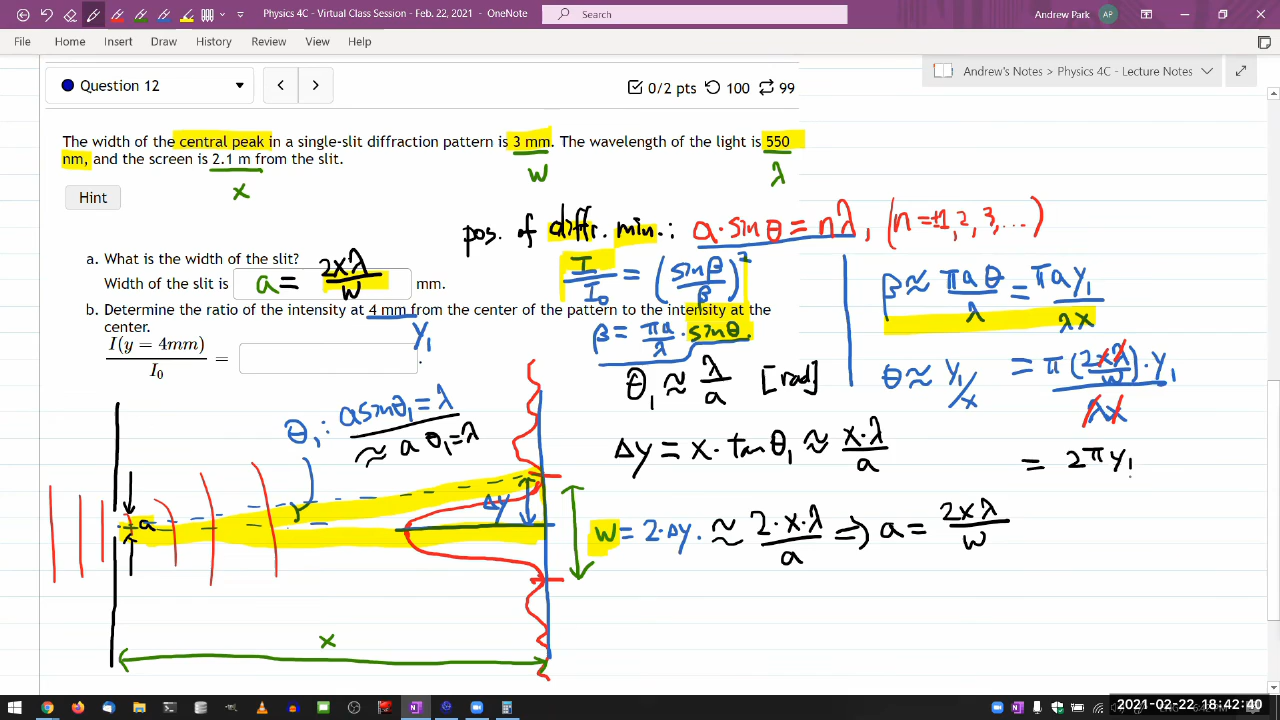 Physics 4C - Virtual Class Session - Feb. 22, 2021 - OneNote
Search
Andrew Park
AP
File Home Insert Draw History Review View Help
Andrew's Notes > Physics 4C - Lecture Notes
Question 12
0/2 pts 100 99
The width of the central peak in a single-slit diffraction pattern is 3 mm. The wavelength of the light is 550
nm, and the screen is 2.1 m from the slit.
x
w
λ
Hint
pos. of diffr. min.: a·sin θ = nλ, (n = ±1, 2, 3, ...)
a. What is the width of the slit?
Width of the slit is a = 2xλ/w mm.
I/I₀ = (sin β/β)²
β ≈ πaθ/λ = πay₁/λx
b. Determine the ratio of the intensity at 4 mm from the center of the pattern to the intensity at the
center.
y₁
I(y = 4mm)/I₀ = .
β = πa/λ · sin θ.
θ ≈ y₁/x
= π(2xλ/w)·y₁/λx
θ₁ ≈ λ/a [rad]
θ₁: a sin θ₁ = λ
≈ a θ₁ = λ
Δy = x · tan θ₁ ≈ x·λ/a
= 2πy₁
a
Δy
w = 2·Δy. ≈ 2·x·λ/a ⇒ a = 2xλ/w
x
2021-02-22 18:42:40